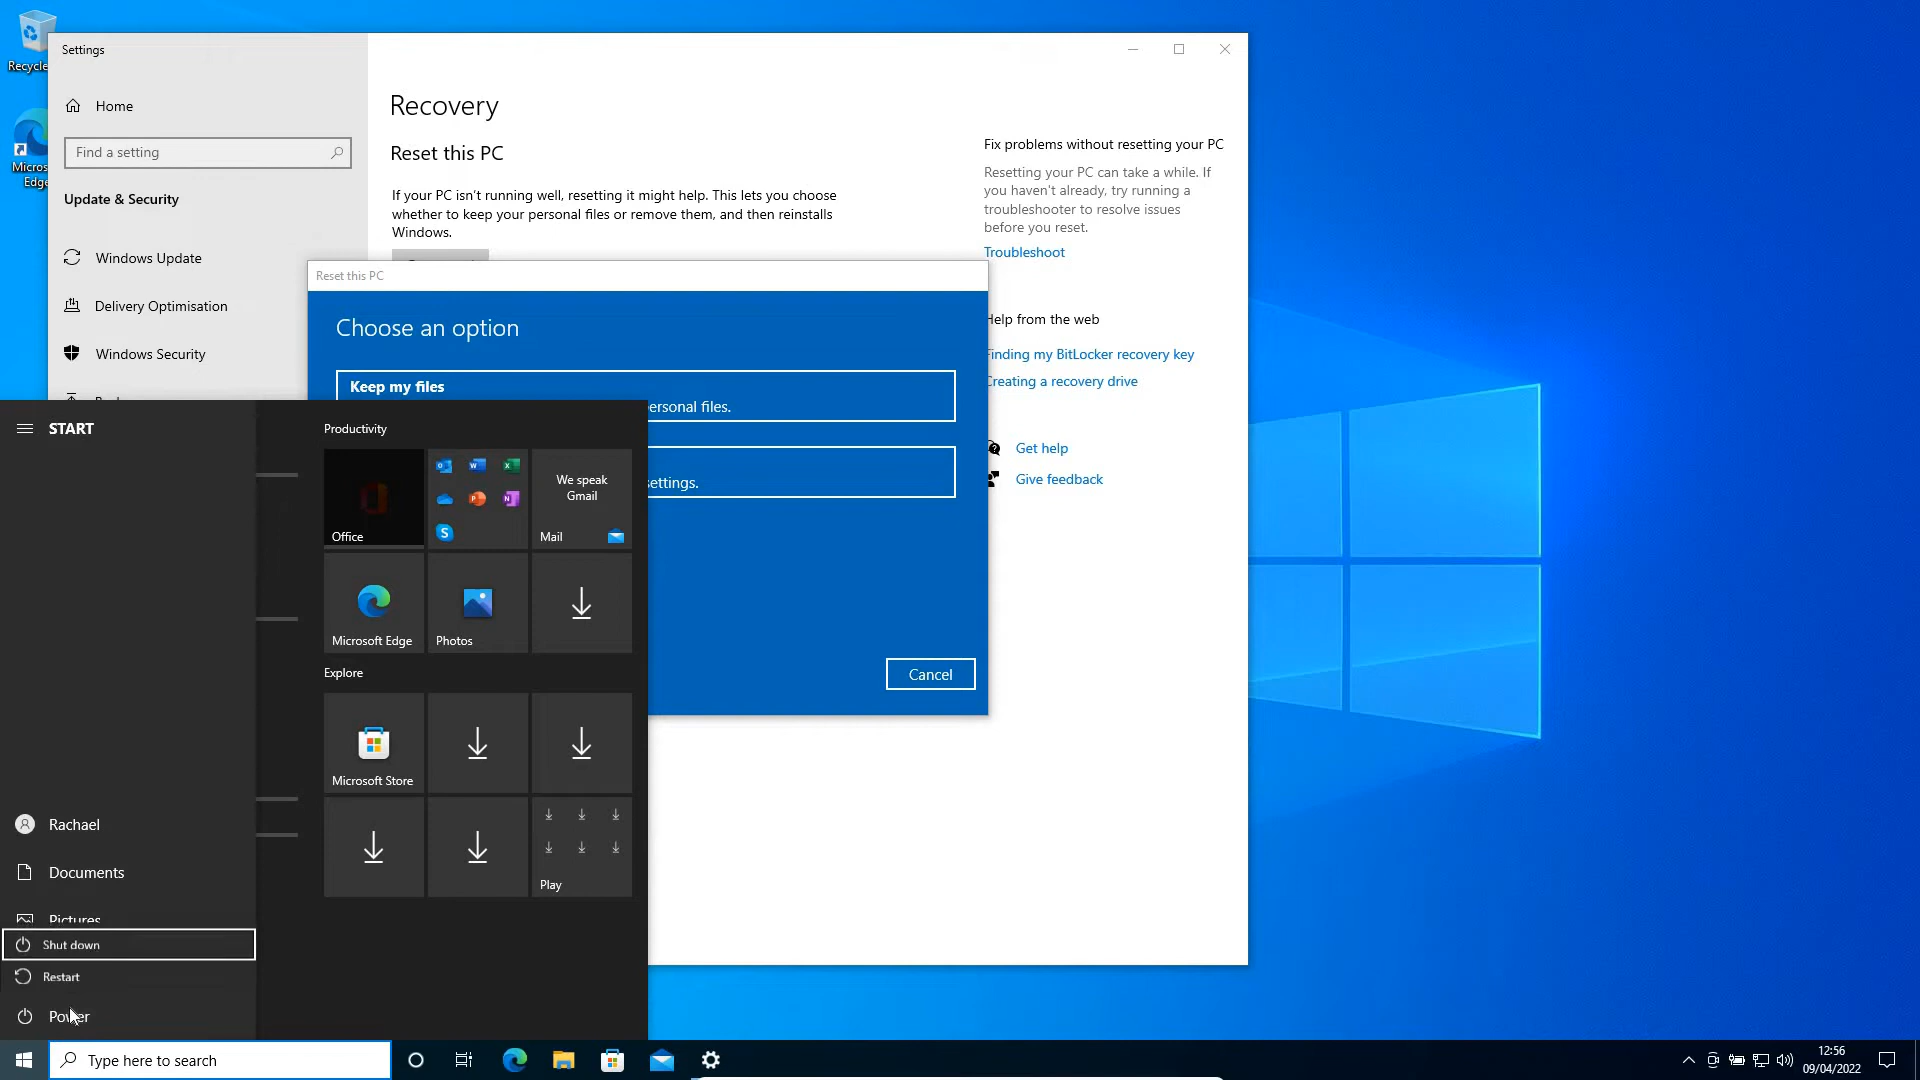 Recycle
Micros
Edge
Settings
Home
Find a setting
Update & Security
Windows Update
Delivery Optimisation
Windows Security
Recovery
Reset this PC
If your PC isn't running well, resetting it might help. This lets you choose
whether to keep your personal files or remove them, and then reinstalls
Windows.
Fix problems without resetting your PC
Resetting your PC can take a while. If
you haven't already, try running a
troubleshooter to resolve issues
before you reset.
Troubleshoot
Help from the web
Finding my BitLocker recovery key
Creating a recovery drive
Get help
Give feedback
Reset this PC
Choose an option
Keep my files
ersonal files.
settings.
Cancel
START
Rachael
Documents
Pictures
Shut down
Restart
Power
Productivity
Office
We speak
Gmail
Mail
Microsoft Edge
Photos
Explore
Microsoft Store
Play
Type here to search
12:56
09/04/2022